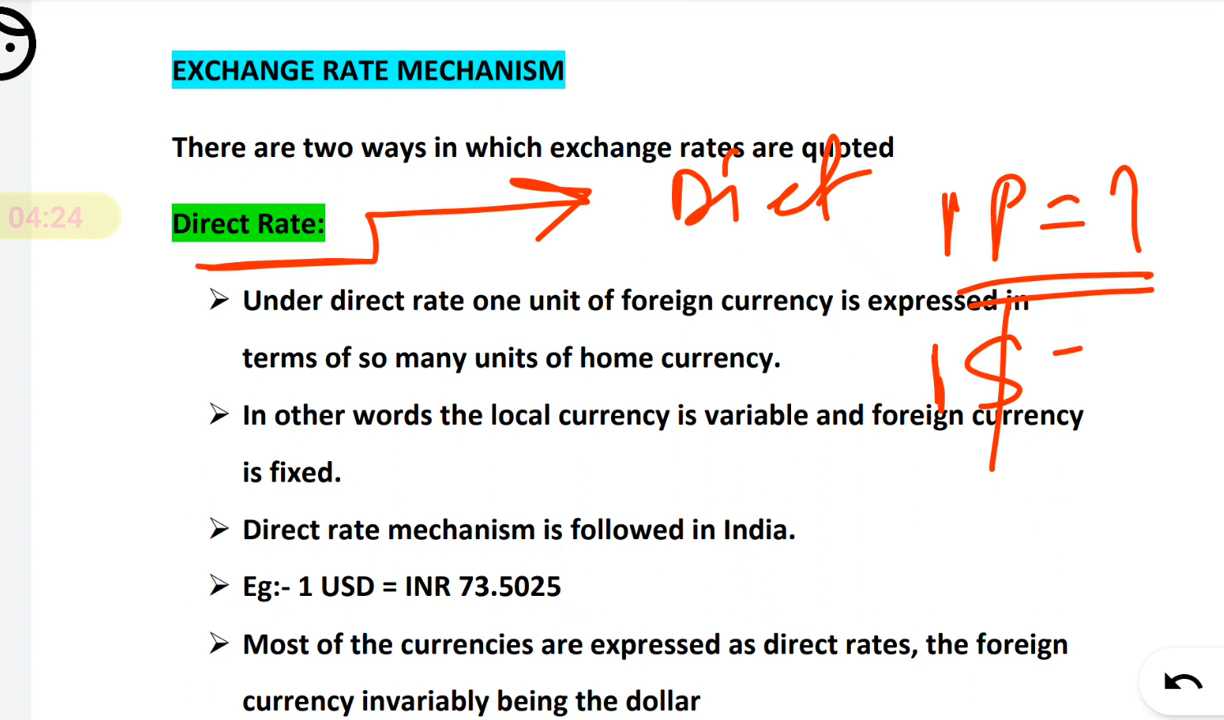 EXCHANGE RATE MECHANISM
There are two ways in which exchange rates are quoted
04:24
Direct Rate:
➢ Under direct rate one unit of foreign currency is expressed in
terms of so many units of home currency.
1 $ =
➢ In other words the local currency is variable and foreign currency
is fixed.
➢ Direct rate mechanism is followed in India.
➢ Eg:- 1 USD = INR 73.5025
➢ Most of the currencies are expressed as direct rates, the foreign
currency invariably being the dollar